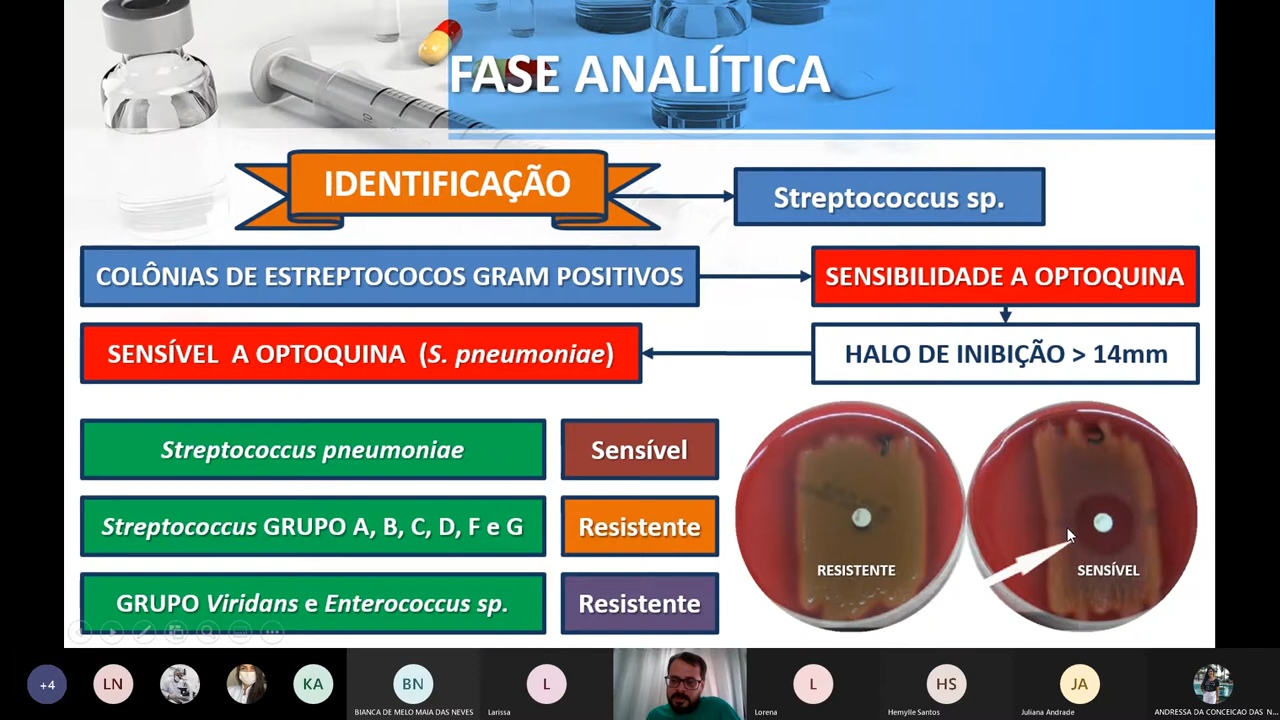 FASE ANALÍTICA
IDENTIFICAÇÃO
Streptococcus sp.
COLÔNIAS DE ESTREPTOCOCOS GRAM POSITIVOS
SENSIBILIDADE A OPTOQUINA
SENSÍVEL A OPTOQUINA (S. pneumoniae)
HALO DE INIBIÇÃO > 14mm
Streptococcus pneumoniae
Sensível
Streptococcus GRUPO A, B, C, D, F e G
Resistente
GRUPO Viridans e Enterococcus sp.
Resistente
RESISTENTE
SENSÍVEL
+4
LN
KA
BN
L
L
HS
JA
BIANCA DE MELO MAIA DAS NEVES
Larissa
Lorena
Hemylle Santos
Juliana Andrade
ANDRESSA DA CONCEICAO DAS N...